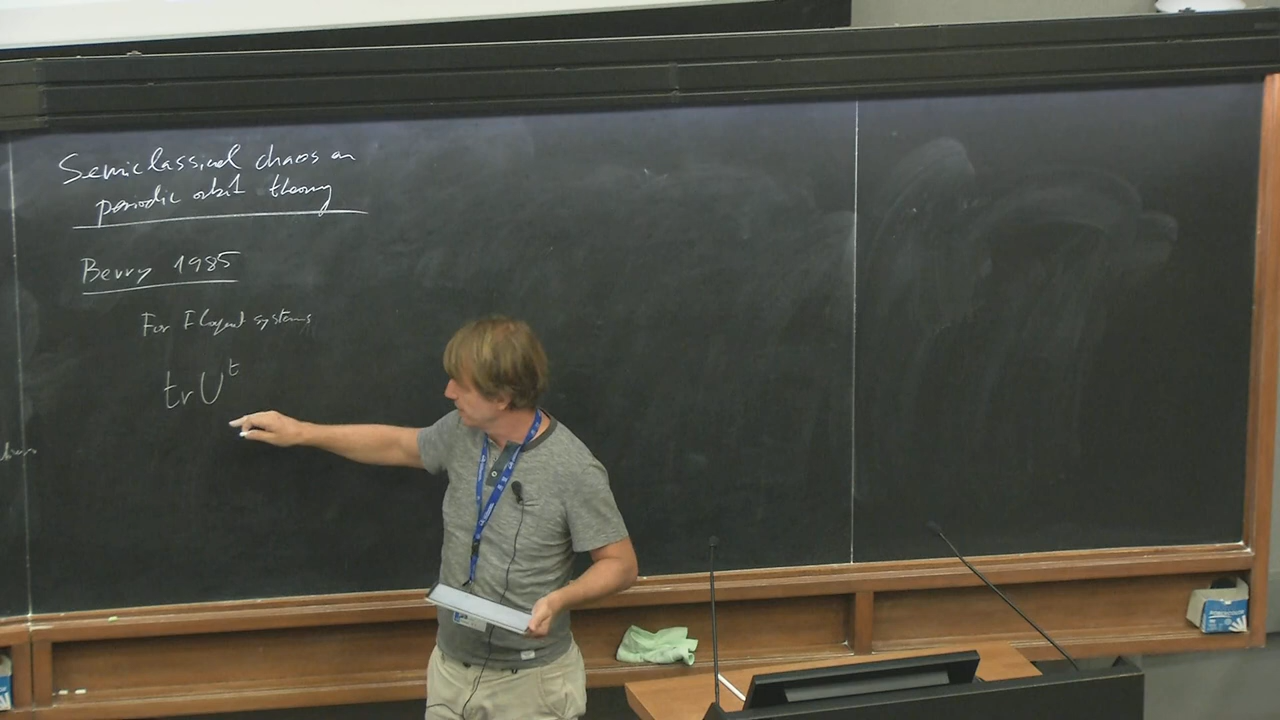 Semiclassical chaos an
periodic orbit theory
Berry 1985
For Floquet systems
tr U^t